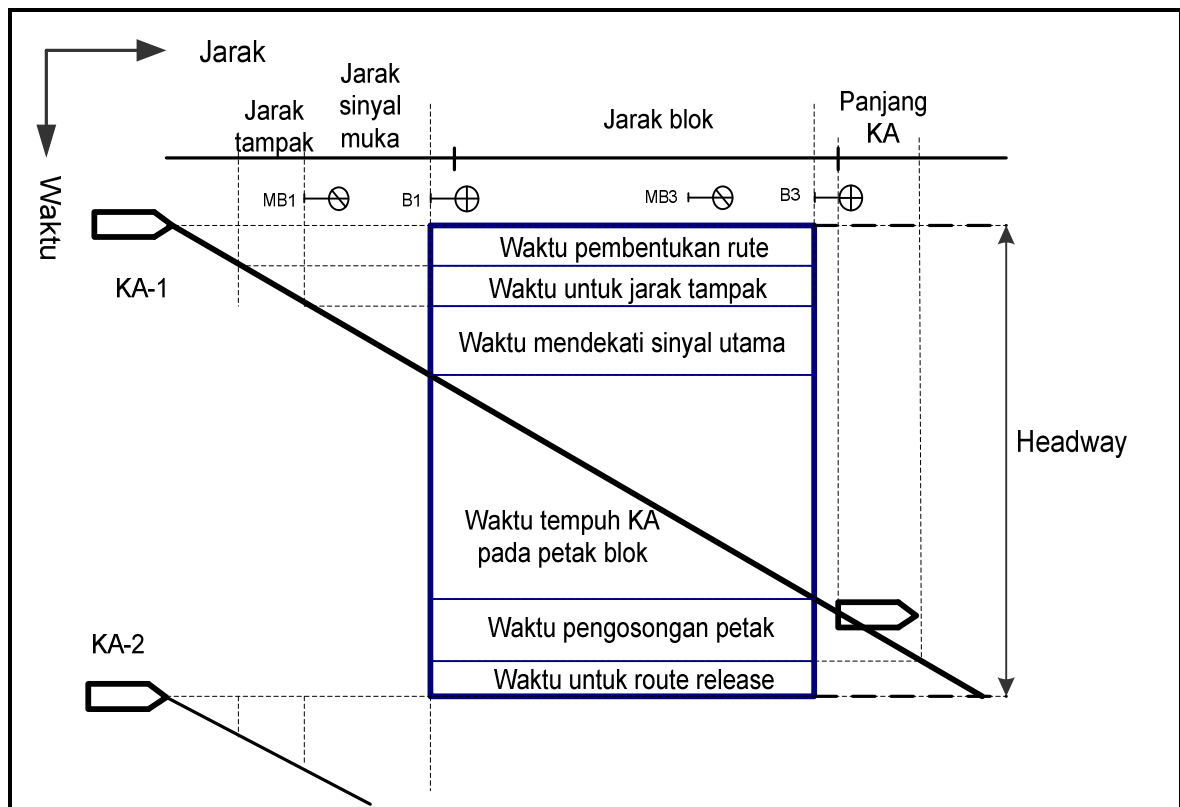 Jarak
Jarak
sinyal
muka
Jarak
tampak
Jarak blok
Panjang
KA
Waktu
MB1
B1
MB3
B3
KA-1
Waktu pembentukan rute
Waktu untuk jarak tampak
Waktu mendekati sinyal utama
Headway
Waktu tempuh KA
pada petak blok
Waktu pengosongan petak
KA-2
Waktu untuk route release